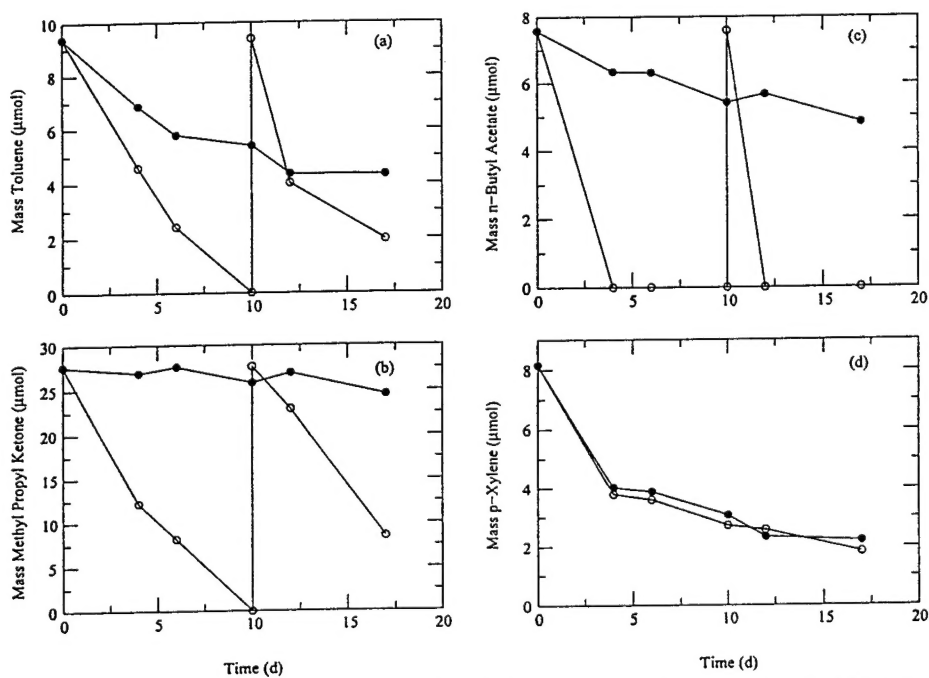 (a)
Mass Toluene (μmol)
10
8
6
4
2
0
0 5 10 15 20
(c)
Mass n-Butyl Acetate (μmol)
8
6
4
2
0
0 5 10 15 20
(b)
Mass Methyl Propyl Ketone (μmol)
30
25
20
15
10
5
0
0 5 10 15 20
Time (d)
(d)
Mass p-Xylene (μmol)
8
6
4
2
0
0 5 10 15 20
Time (d)